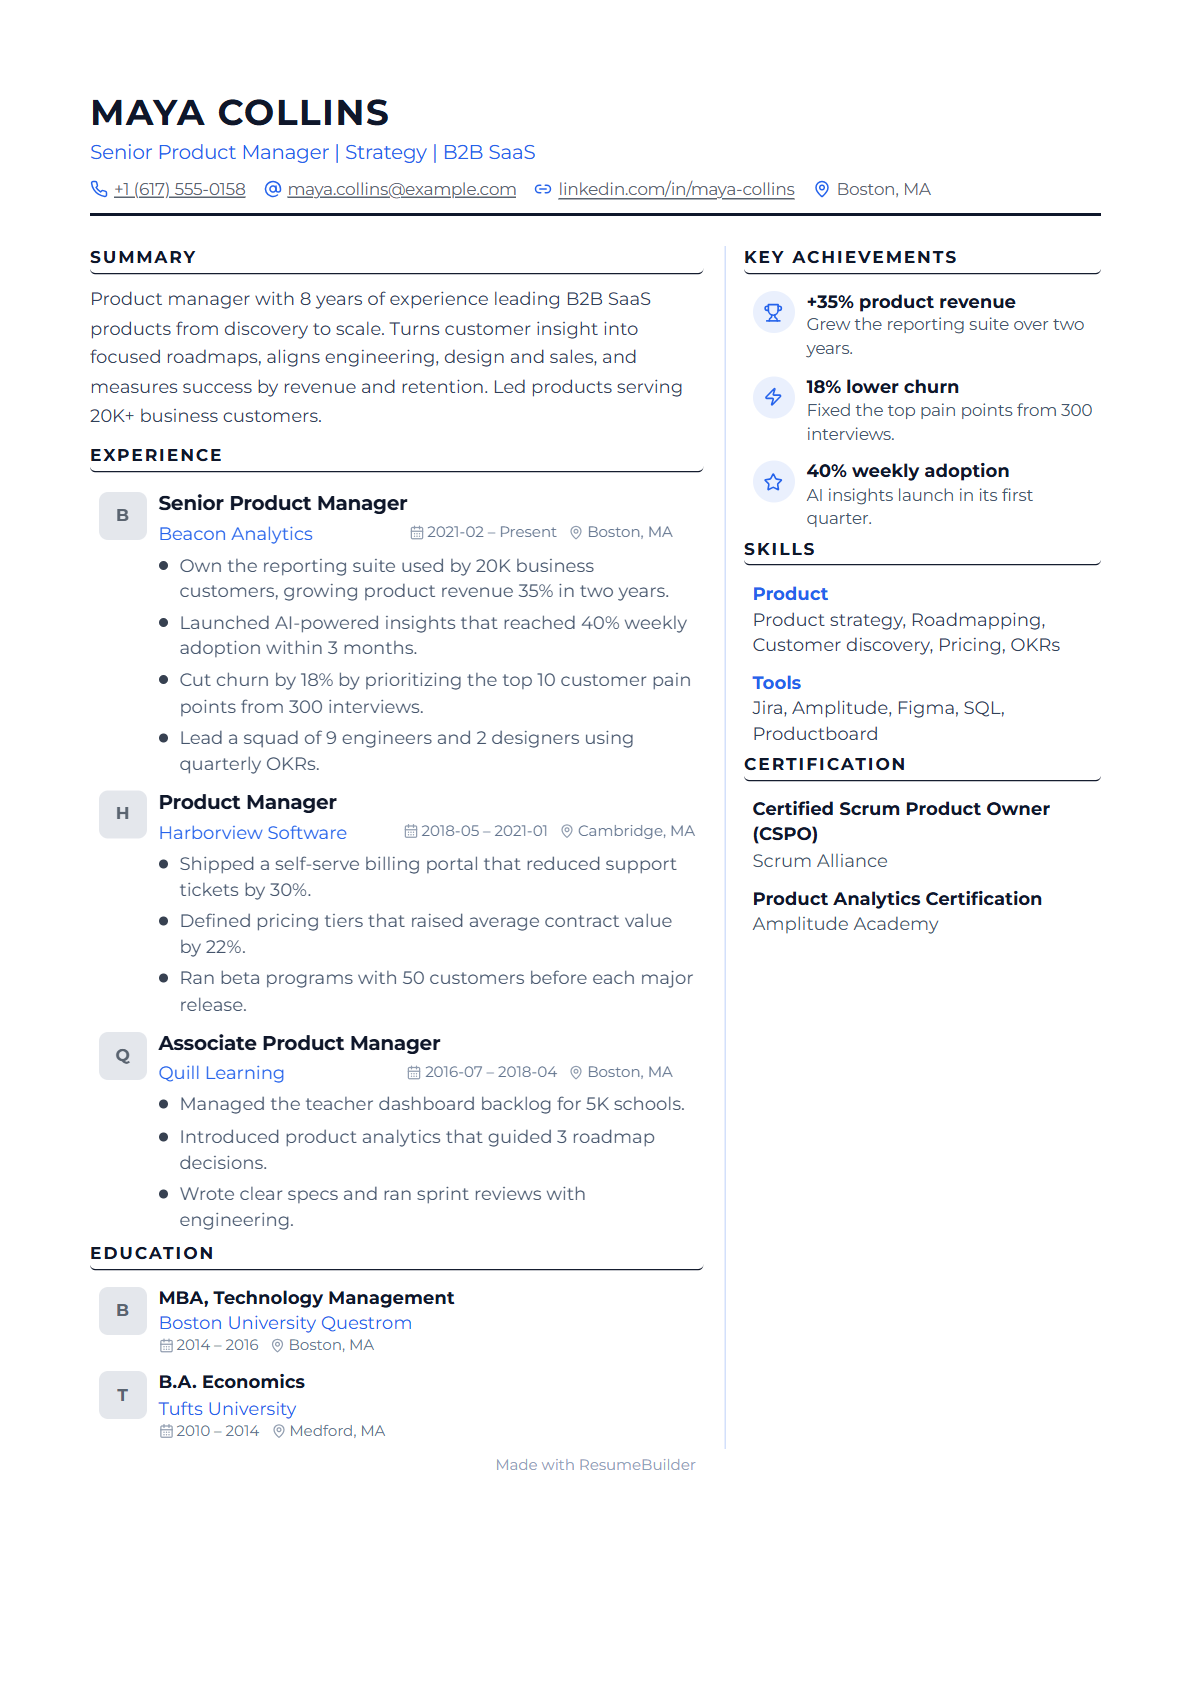 MAYA COLLINS
Senior Product Manager | Strategy | B2B SaaS
+1 (617) 555-0158 maya.collins@example.com linkedin.com/in/maya-collins Boston, MA
SUMMARY
Product manager with 8 years of experience leading B2B SaaS
products from discovery to scale. Turns customer insight into
focused roadmaps, aligns engineering, design and sales, and
measures success by revenue and retention. Led products serving
20K+ business customers.
EXPERIENCE
B
Senior Product Manager
Beacon Analytics 2021-02 – Present Boston, MA
● Own the reporting suite used by 20K business
customers, growing product revenue 35% in two years.
● Launched AI-powered insights that reached 40% weekly
adoption within 3 months.
● Cut churn by 18% by prioritizing the top 10 customer pain
points from 300 interviews.
● Lead a squad of 9 engineers and 2 designers using
quarterly OKRs.
H
Product Manager
Harborview Software 2018-05 – 2021-01 Cambridge, MA
● Shipped a self-serve billing portal that reduced support
tickets by 30%.
● Defined pricing tiers that raised average contract value
by 22%.
● Ran beta programs with 50 customers before each major
release.
Q
Associate Product Manager
Quill Learning 2016-07 – 2018-04 Boston, MA
● Managed the teacher dashboard backlog for 5K schools.
● Introduced product analytics that guided 3 roadmap
decisions.
● Wrote clear specs and ran sprint reviews with
engineering.
EDUCATION
B
MBA, Technology Management
Boston University Questrom
2014 – 2016 Boston, MA
T
B.A. Economics
Tufts University
2010 – 2014 Medford, MA
KEY ACHIEVEMENTS
+35% product revenue
Grew the reporting suite over two
years.
18% lower churn
Fixed the top pain points from 300
interviews.
40% weekly adoption
AI insights launch in its first
quarter.
SKILLS
Product
Product strategy, Roadmapping,
Customer discovery, Pricing, OKRs
Tools
Jira, Amplitude, Figma, SQL,
Productboard
CERTIFICATION
Certified Scrum Product Owner
(CSPO)
Scrum Alliance
Product Analytics Certification
Amplitude Academy
Made with ResumeBuilder